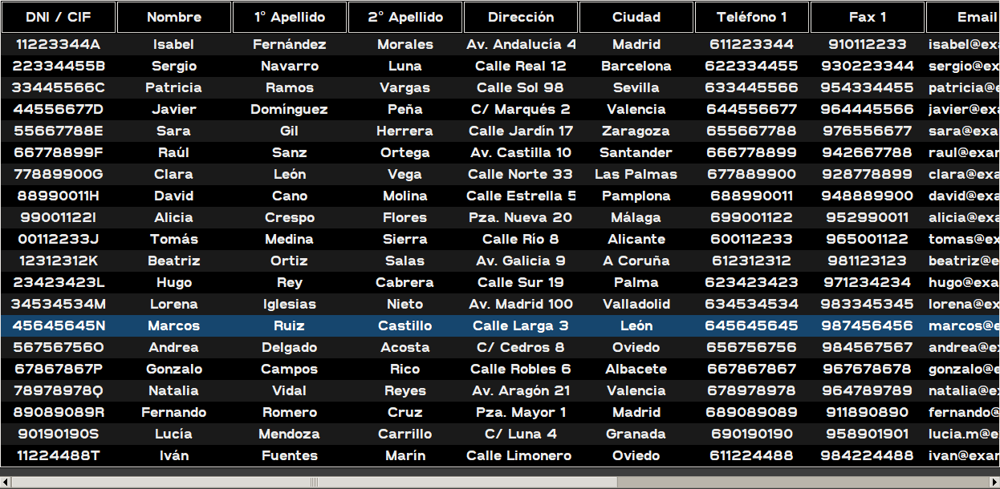 DNI / CIF Nombre 1° Apellido 2° Apellido Dirección Ciudad Teléfono 1 Fax 1 Email
11223344A Isabel Fernández Morales Av. Andalucía 4 Madrid 611223344 910112233 isabel@exa
22334455B Sergio Navarro Luna Calle Real 12 Barcelona 622334455 930223344 sergio@ex
33445566C Patricia Ramos Vargas Calle Sol 98 Sevilla 633445566 954334455 patricia@e
44556677D Javier Domínguez Peña C/ Marqués 2 Valencia 644556677 964445566 javier@exa
55667788E Sara Gil Herrera Calle Jardín 17 Zaragoza 655667788 976556677 sara@exa
66778899F Raúl Sanz Ortega Av. Castilla 10 Santander 666778899 942667788 raul@exam
77889900G Clara León Vega Calle Norte 33 Las Palmas 677889900 928778899 clara@exa
88990011H David Cano Molina Calle Estrella 5 Pamplona 688990011 948889900 david@exa
99001122I Alicia Crespo Flores Pza. Nueva 20 Málaga 699001122 952990011 alicia@exa
00112233J Tomás Medina Sierra Calle Río 8 Alicante 600112233 965001122 tomas@ex
12312312K Beatriz Ortiz Salas Av. Galicia 9 A Coruña 612312312 981123123 beatriz@e
23423423L Hugo Rey Cabrera Calle Sur 19 Palma 623423423 971234234 hugo@exa
34534534M Lorena Iglesias Nieto Av. Madrid 100 Valladolid 634534534 983345345 lorena@ex
45645645N Marcos Ruiz Castillo Calle Larga 3 León 645645645 987456456 marcos@e
56756756O Andrea Delgado Acosta C/ Cedros 8 Oviedo 656756756 984567567 andrea@e
67867867P Gonzalo Campos Rico Calle Robles 6 Albacete 667867867 967678678 gonzalo@e
78978978Q Natalia Vidal Reyes Av. Aragón 21 Valencia 678978978 964789789 natalia@e
89089089R Fernando Romero Cruz Pza. Mayor 1 Madrid 689089089 911890890 fernando@
90190190S Lucía Mendoza Carrillo C/ Luna 4 Granada 690190190 958901901 lucia.m@e
11224488T Iván Fuentes Marín Calle Limonero Oviedo 611224488 984224488 ivan@exam